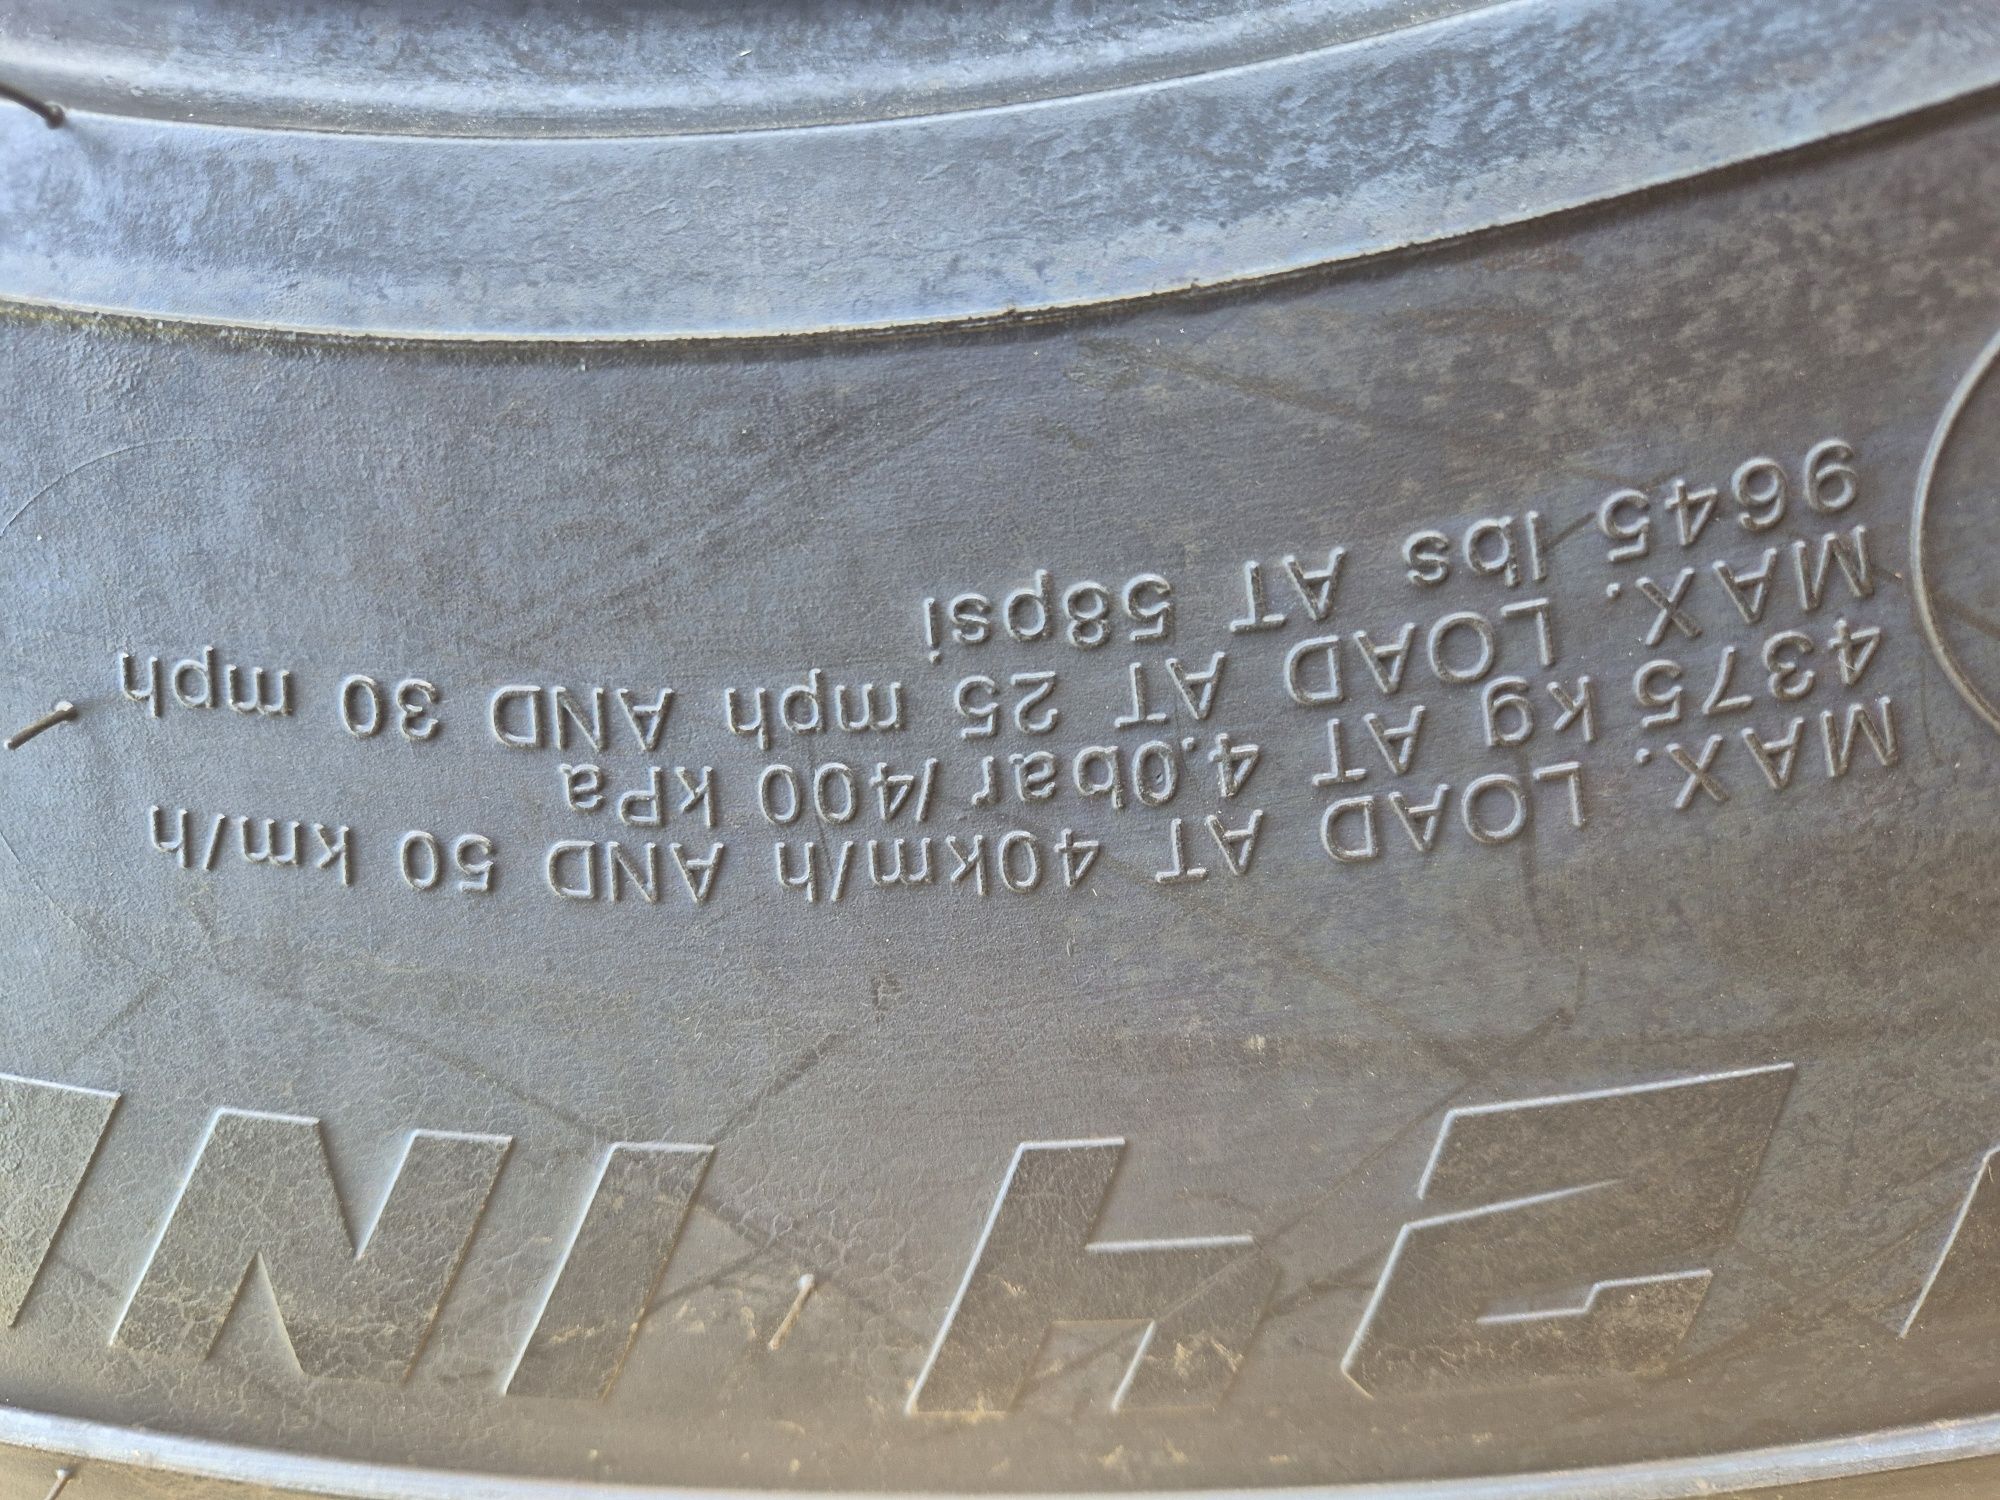 MAX. LOAD AT 40km/h AND 50 km/h
4375 kg AT 4.0bar/400 kPa
MAX. LOAD AT 25 mph AND 30 mph
9645 lbs AT 58psi